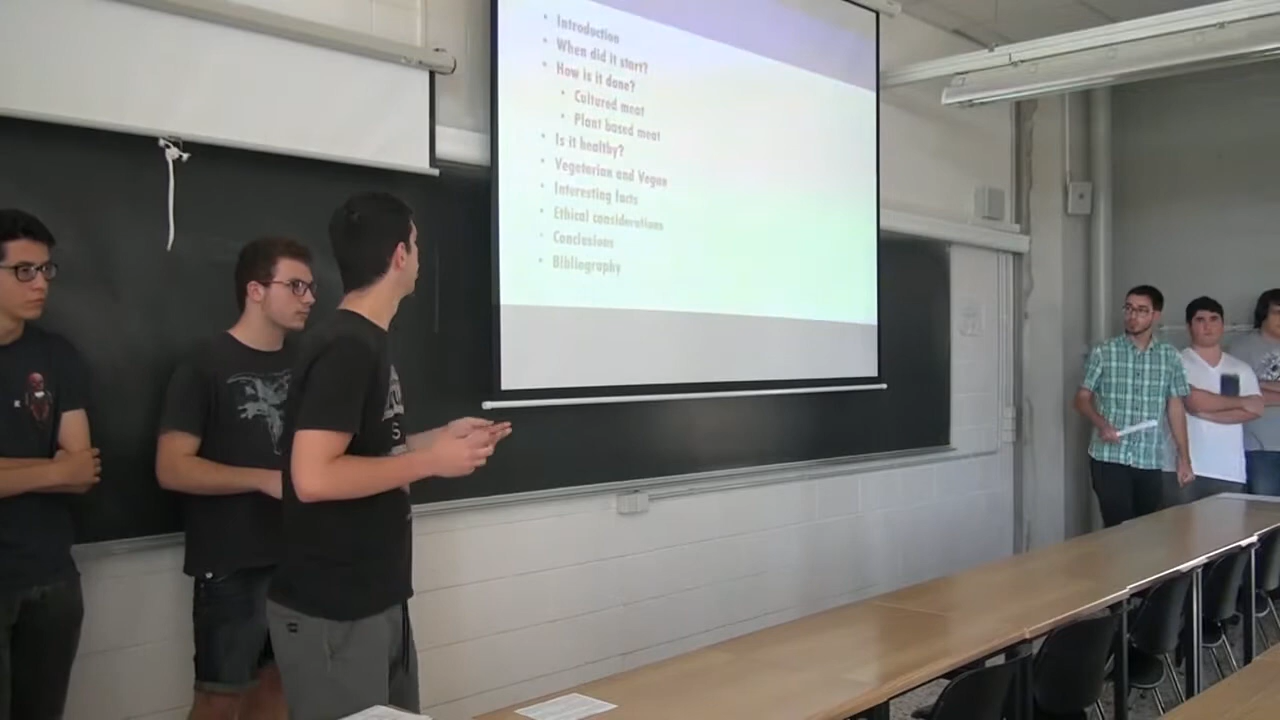 Introduction
When did it start?
How is it done?
Cultured meat
Plant based meat
Is it healthy?
Vegetarian and Vegan
Interesting facts
Ethical considerations
Conclusions
Bibliography